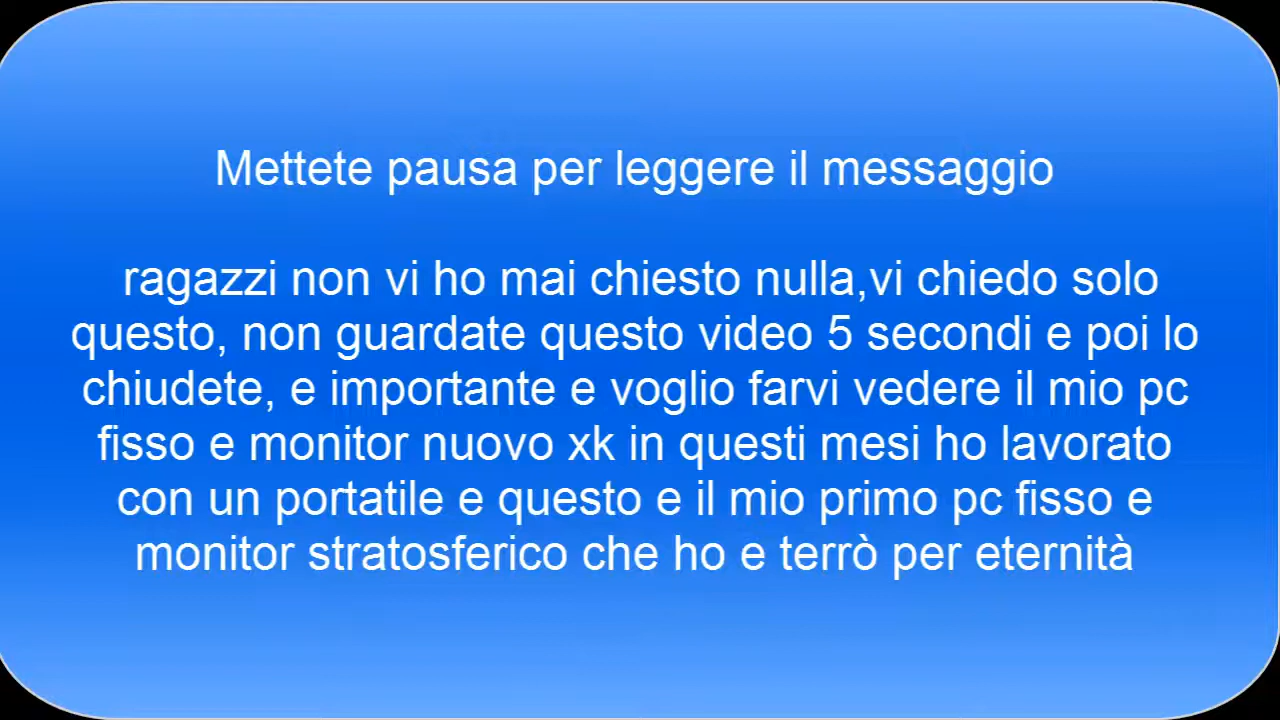 Mettete pausa per leggere il messaggio
ragazzi non vi ho mai chiesto nulla,vi chiedo solo
questo, non guardate questo video 5 secondi e poi lo
chiudete, e importante e voglio farvi vedere il mio pc
fisso e monitor nuovo xk in questi mesi ho lavorato
con un portatile e questo e il mio primo pc fisso e
monitor stratosferico che ho e terrò per eternità